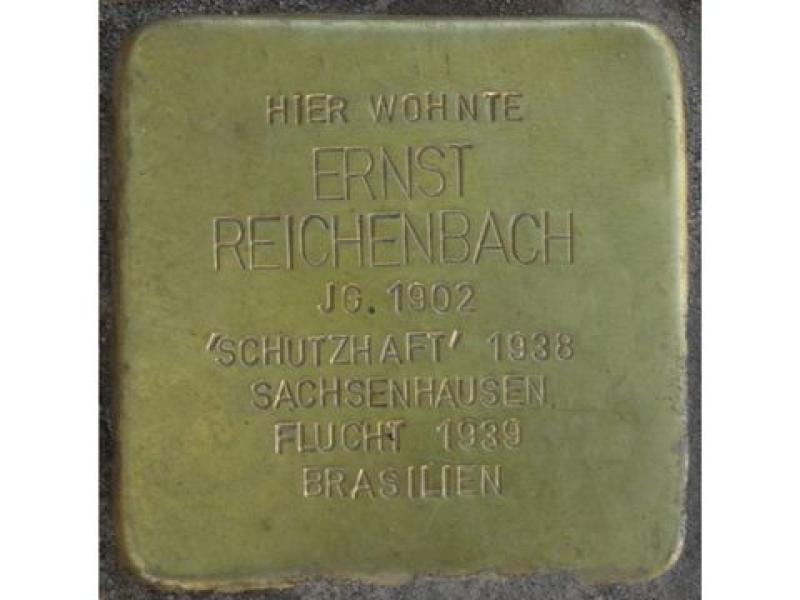 HIER WOHNTE
ERNST
REICHENBACH
JG. 1902
'SCHUTZHAFT' 1938
SACHSENHAUSEN
FLUCHT 1939
BRASILIEN